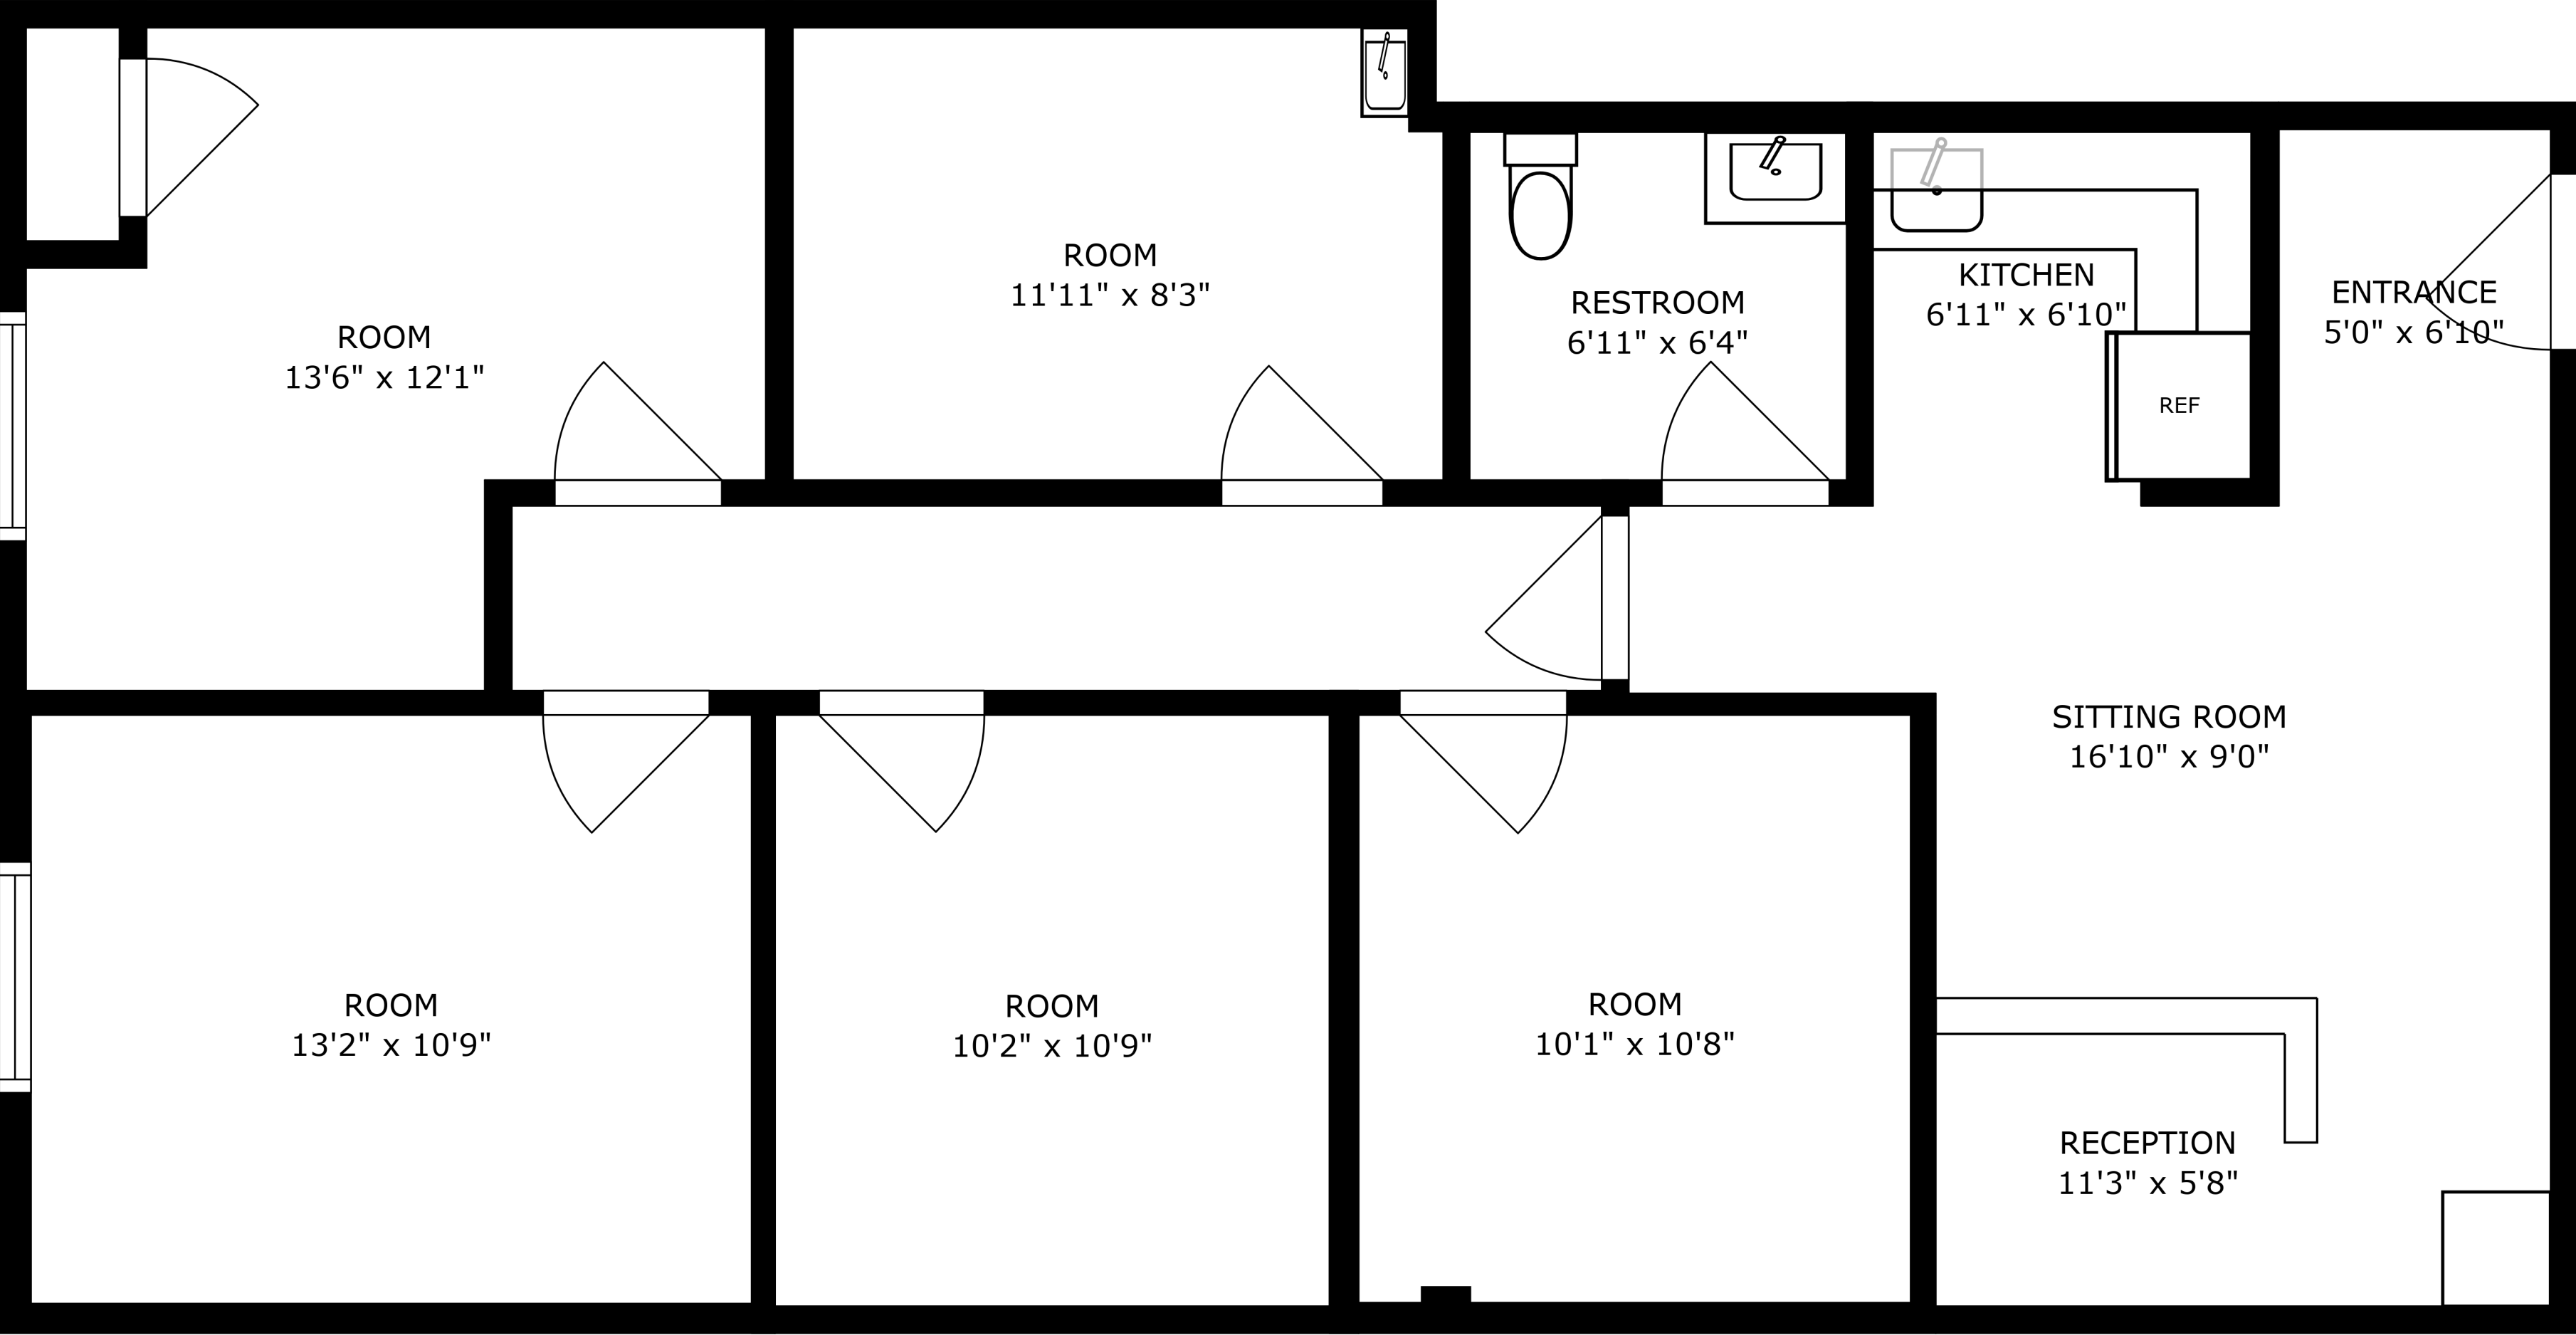 ROOM
13'6" x 12'1"
ROOM
11'11" x 8'3"
RESTROOM
6'11" x 6'4"
KITCHEN
6'11" x 6'10"
REF
ENTRANCE
5'0" x 6'10"
SITTING ROOM
16'10" x 9'0"
ROOM
13'2" x 10'9"
ROOM
10'2" x 10'9"
ROOM
10'1" x 10'8"
RECEPTION
11'3" x 5'8"